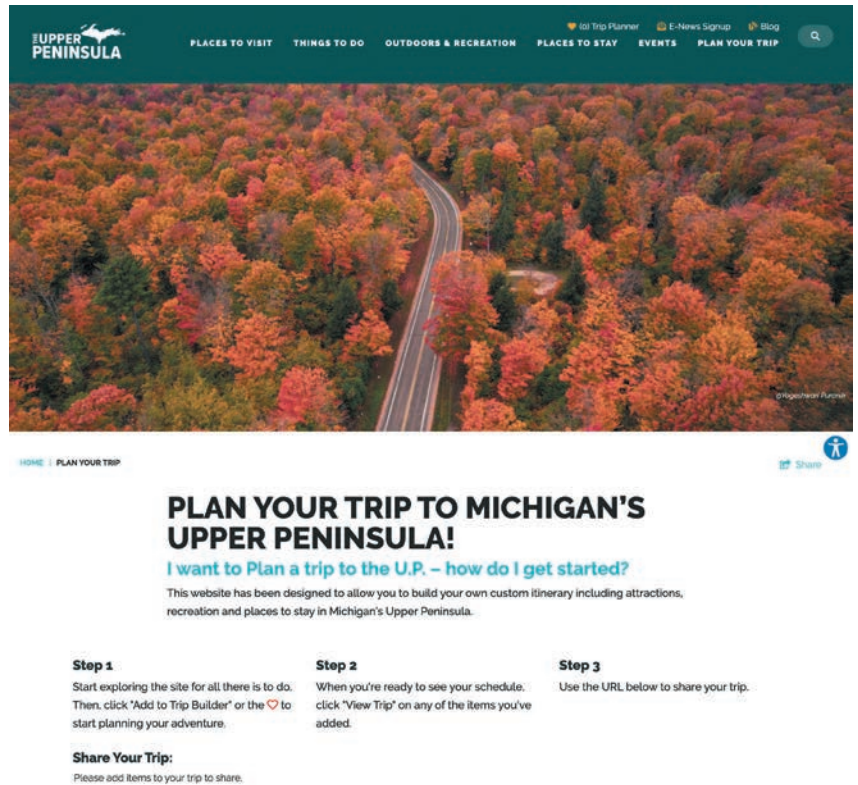 THE UPPER
PENINSULA
(0) Trip Planner E-News Signup Blog
PLACES TO VISIT THINGS TO DO OUTDOORS & RECREATION PLACES TO STAY EVENTS PLAN YOUR TRIP
HOME | PLAN YOUR TRIP
Share
PLAN YOUR TRIP TO MICHIGAN'S
UPPER PENINSULA!
I want to Plan a trip to the U.P. – how do I get started?
This website has been designed to allow you to build your own custom itinerary including attractions,
recreation and places to stay in Michigan's Upper Peninsula.
Step 1
Start exploring the site for all there is to do.
Then, click "Add to Trip Builder" or the ♡ to
start planning your adventure.
Step 2
When you're ready to see your schedule,
click "View Trip" on any of the items you've
added.
Step 3
Use the URL below to share your trip.
Share Your Trip:
Please add items to your trip to share.